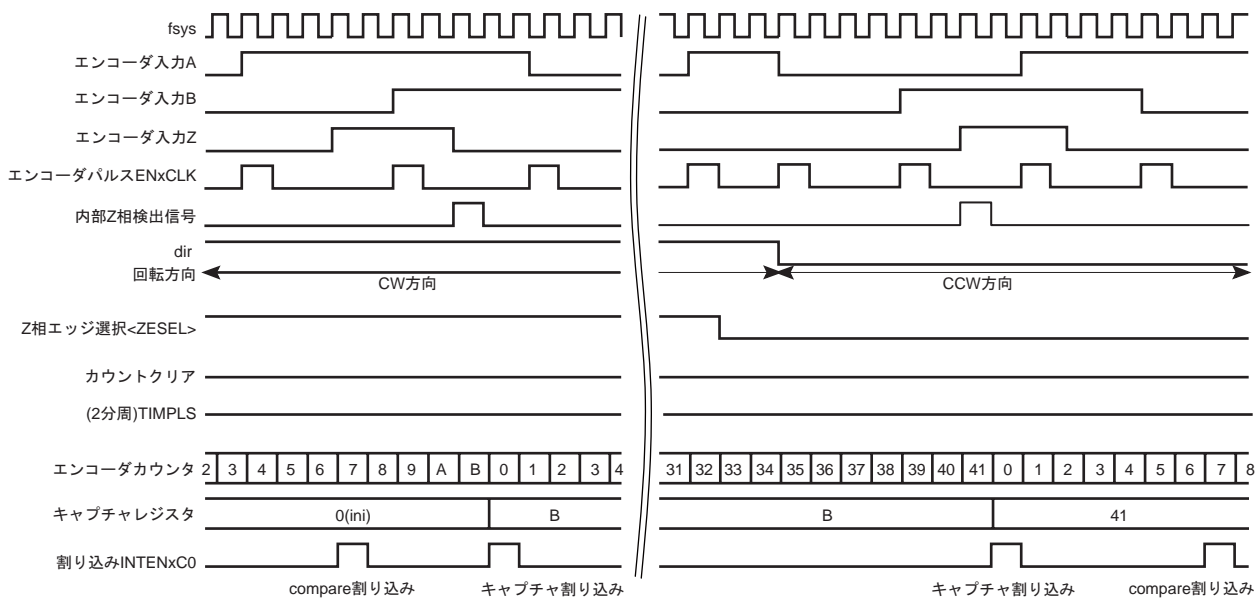 fsys
エンコーダ入力A
エンコーダ入力B
エンコーダ入力Z
エンコーダパルスENxCLK
内部Z相検出信号
dir
回転方向 CW方向 CCW方向
Z相エッジ選択<ZESEL>
カウントクリア
(2分周)TIMPLS
エンコーダカウンタ 2 3 4 5 6 7 8 9 A B 0 1 2 3 4 31 32 33 34 35 36 37 38 39 40 41 0 1 2 3 4 5 6 7 8
キャプチャレジスタ 0(ini) B B 41
割り込みINTENxC0
compare割り込み キャプチャ割り込み キャプチャ割り込み compare割り込み